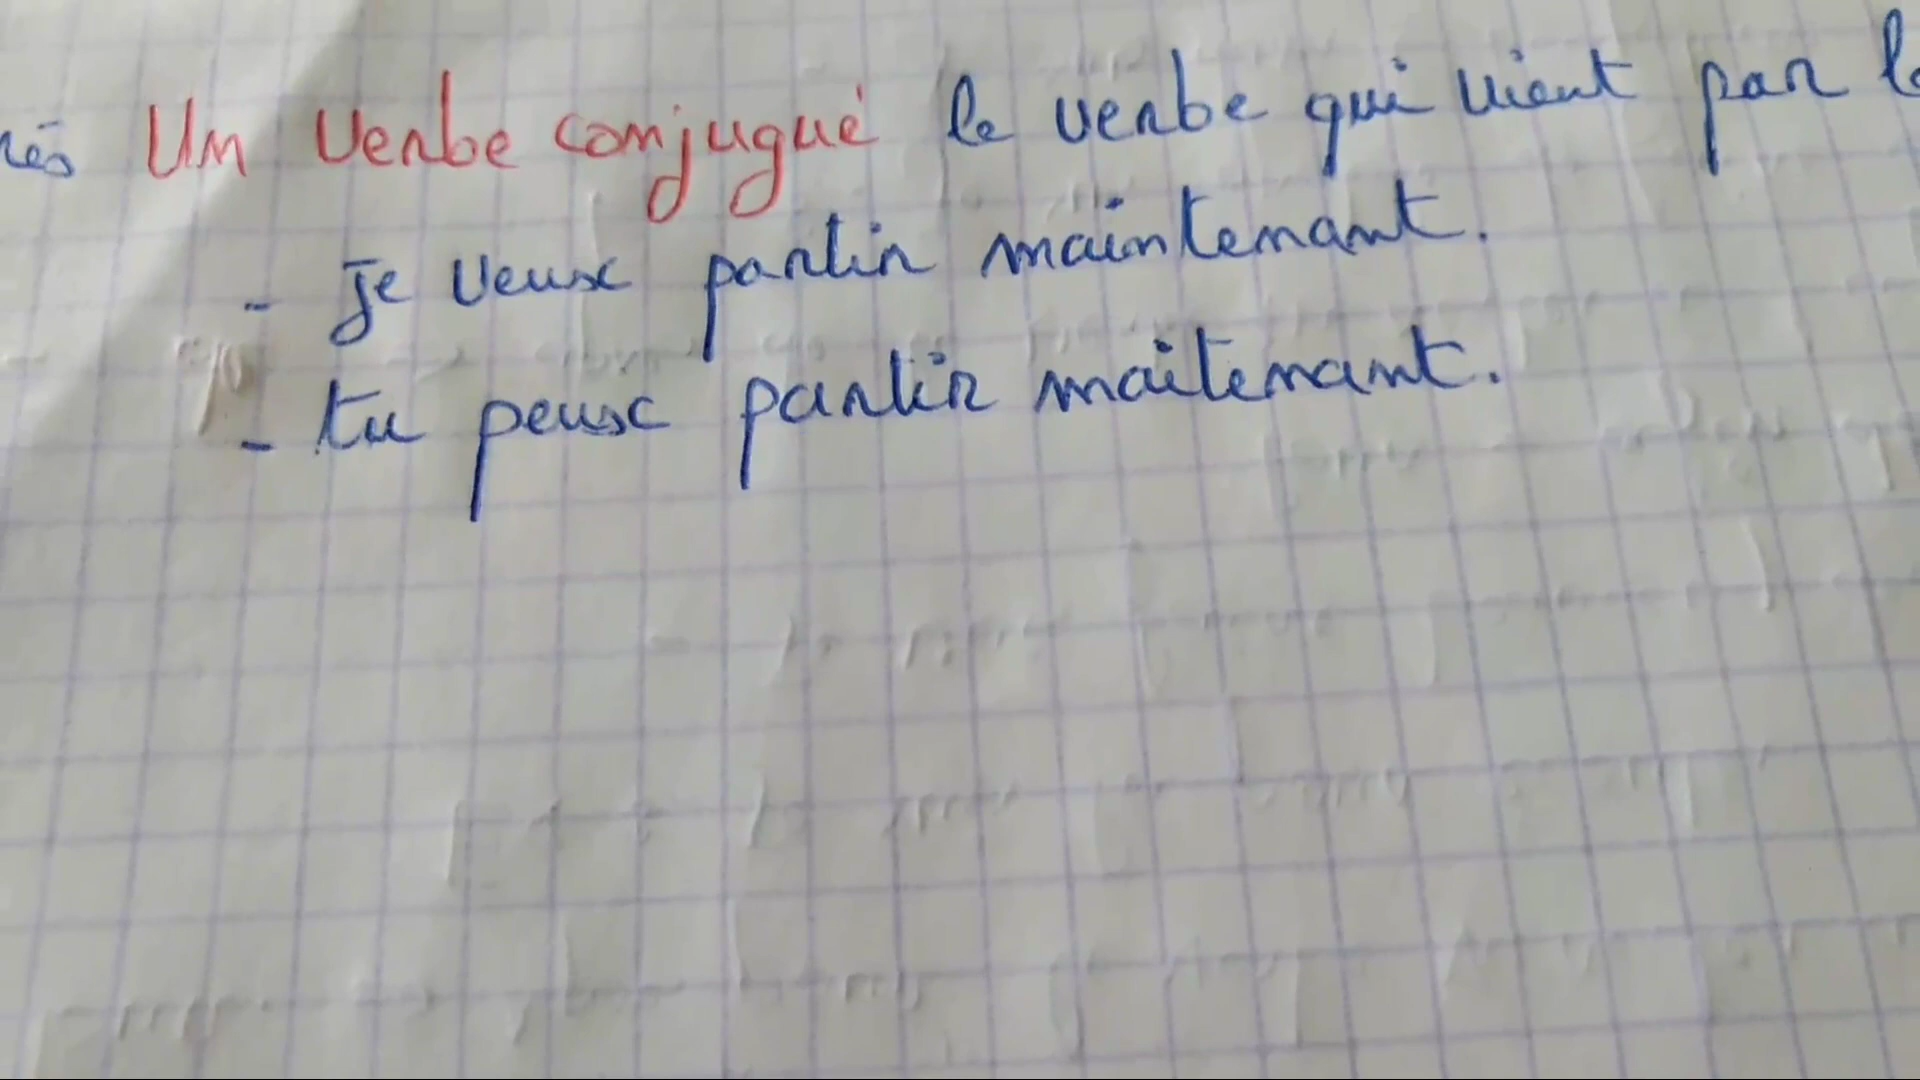 Un verbe conjugué le verbe qui vient par
- Je veux partir maintenant.
- tu peux partir maitenant.